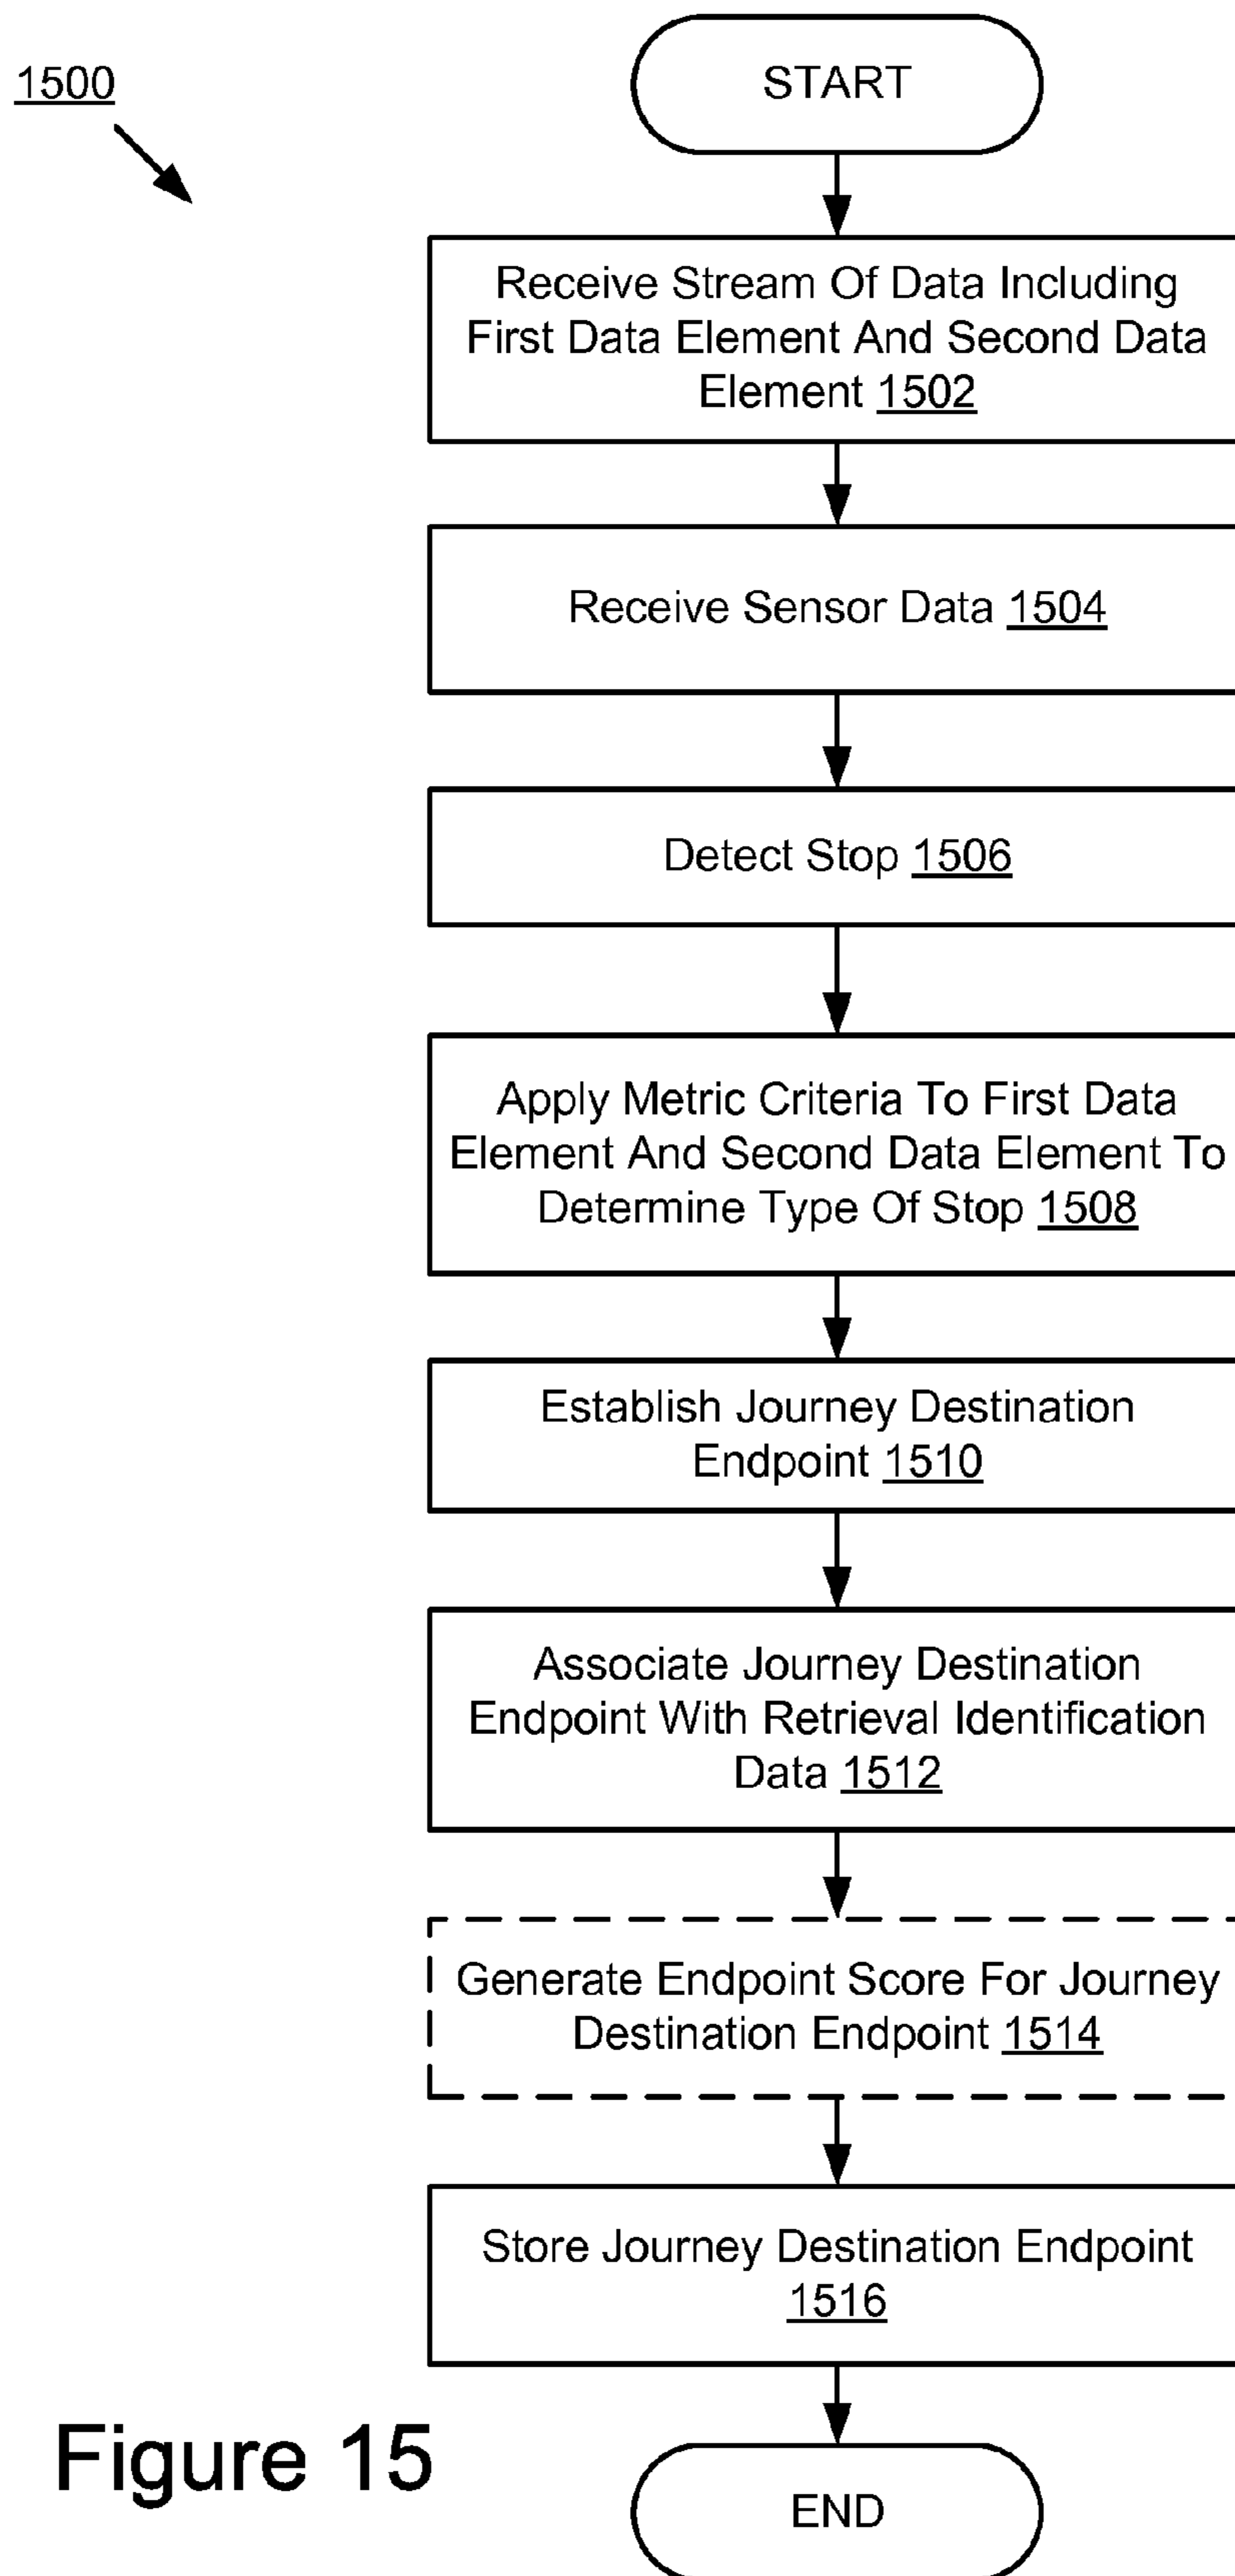 1500
START
Receive Stream Of Data Including
First Data Element And Second Data
Element 1502
Receive Sensor Data 1504
Detect Stop 1506
Apply Metric Criteria To First Data
Element And Second Data Element To
Determine Type Of Stop 1508
Establish Journey Destination
Endpoint 1510
Associate Journey Destination
Endpoint With Retrieval Identification
Data 1512
Generate Endpoint Score For Journey
Destination Endpoint 1514
Store Journey Destination Endpoint
1516
Figure 15
END